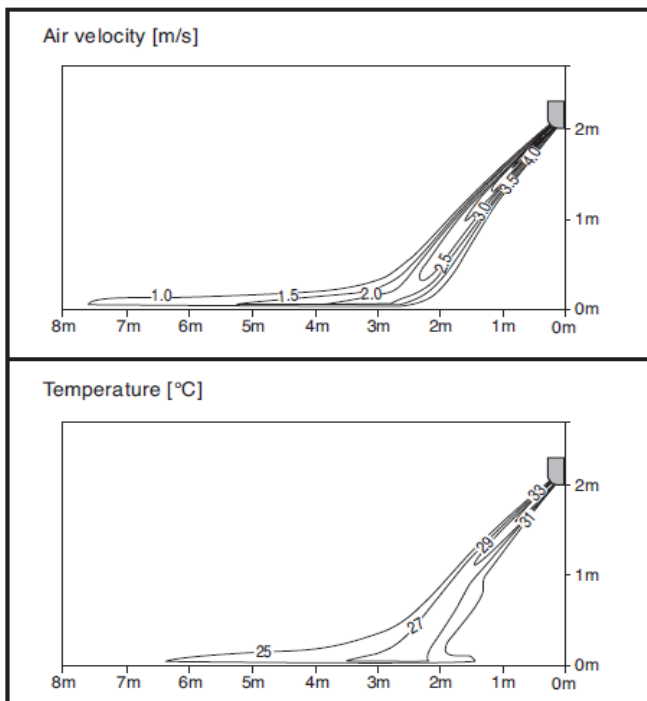 Air velocity [m/s]
2m
4.0
3.5
3.0
1m
2.5
1.0
1.5
2.0
0m
8m 7m 6m 5m 4m 3m 2m 1m 0m
Temperature [°C]
2m
33
31
29
1m
27
25
0m
8m 7m 6m 5m 4m 3m 2m 1m 0m